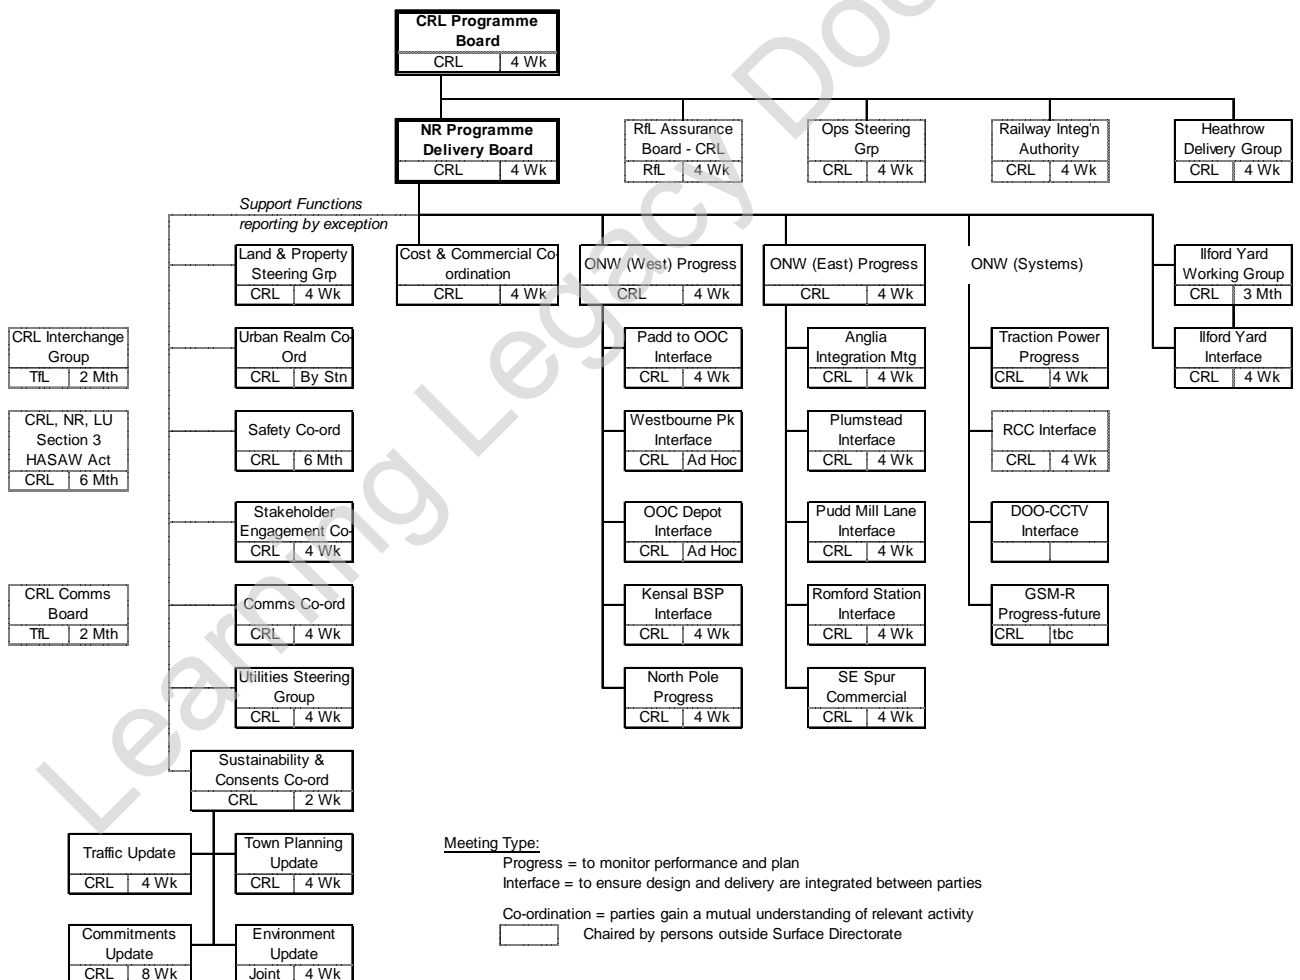 CRL Programme
Board
CRL 4 Wk
NR Programme
Delivery Board
CRL 4 Wk
RfL Assurance
Board - CRL
RfL 4 Wk
Ops Steering
Grp
CRL 4 Wk
Railway Integ'n
Authority
CRL 4 Wk
Heathrow
Delivery Group
CRL 4 Wk
Support Functions
reporting by exception
Land & Property
Steering Grp
CRL 4 Wk
Cost & Commercial Co-
ordination
CRL 4 Wk
ONW (West) Progress
CRL 4 Wk
ONW (East) Progress
CRL 4 Wk
ONW (Systems)
Ilford Yard
Working Group
CRL 3 Mth
CRL Interchange
Group
TfL 2 Mth
Urban Realm Co-
Ord
CRL By Stn
Padd to OOC
Interface
CRL 4 Wk
Anglia
Integration Mtg
CRL 4 Wk
Traction Power
Progress
CRL 4 Wk
Ilford Yard
Interface
CRL 4 Wk
CRL, NR, LU
Section 3
HASAW Act
CRL 6 Mth
Safety Co-ord
CRL 6 Mth
Westbourne Pk
Interface
CRL Ad Hoc
Plumstead
Interface
CRL 4 Wk
RCC Interface
CRL 4 Wk
Stakeholder
Engagement Co-
CRL 4 Wk
OOC Depot
Interface
CRL Ad Hoc
Pudd Mill Lane
Interface
CRL 4 Wk
DOO-CCTV
Interface
CRL Comms
Board
TfL 2 Mth
Comms Co-ord
CRL 4 Wk
Kensal BSP
Interface
CRL 4 Wk
Romford Station
Interface
CRL 4 Wk
GSM-R
Progress-future
CRL tbc
Utilities Steering
Group
CRL 4 Wk
North Pole
Progress
CRL 4 Wk
SE Spur
Commercial
CRL 4 Wk
Sustainability &
Consents Co-ord
CRL 2 Wk
Traffic Update
CRL 4 Wk
Town Planning
Update
CRL 4 Wk
Commitments
Update
CRL 8 Wk
Environment
Update
Joint 4 Wk
Meeting Type:
Progress = to monitor performance and plan
Interface = to ensure design and delivery are integrated between parties
Co-ordination = parties gain a mutual understanding of relevant activity
Chaired by persons outside Surface Directorate
Learning Legacy Doc